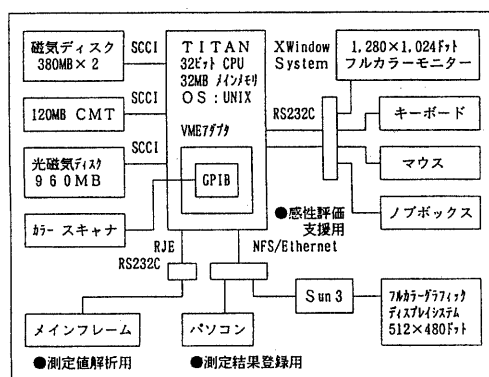 磁気ディスク
380MB×2
SCCI
TITAN
32ビット CPU
32MB メインメモリ
OS:UNIX
XWindow
System
1,280×1,024ドット
フルカラーモニター
120MB CMT
SCCI
RS232C
キーボード
光磁気ディスク
960MB
SCCI
VMEアダプタ
GPIB
マウス
カラー スキャナ
●感性評価
支援用
ノブボックス
RJE
RS232C
NFS/Ethernet
Sun3
フルカラーグラフィック
ディスプレイシステム
512×480ドット
メインフレーム
パソコン
●測定値解析用
●測定結果登録用